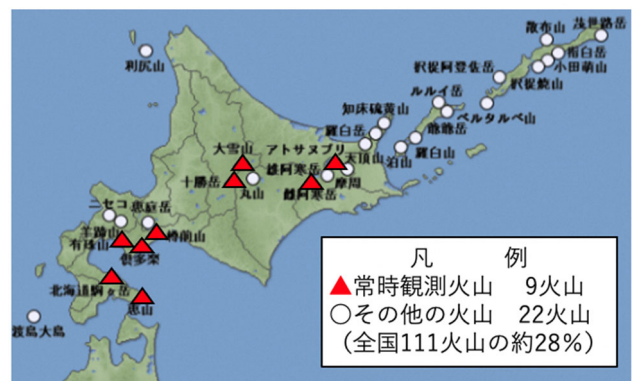 散布山
茂世路岳
指臼岳
小田萌山
択捉焼山
択捉阿登佐岳
ベルタルベ山
ルルイ岳
爺爺岳
羅臼山
泊山
知床硫黄山
羅臼岳
天頂山
利尻山
大雪山
アトサヌプリ
雄阿寒岳
摩周
十勝岳
丸山
雌阿寒岳
ニセコ
恵庭岳
羊蹄山
有珠山
樽前山
倶多楽
北海道駒ヶ岳
恵山
渡島大島
凡 例
▲常時観測火山 9火山
○その他の火山 22火山
（全国111火山の約28％）